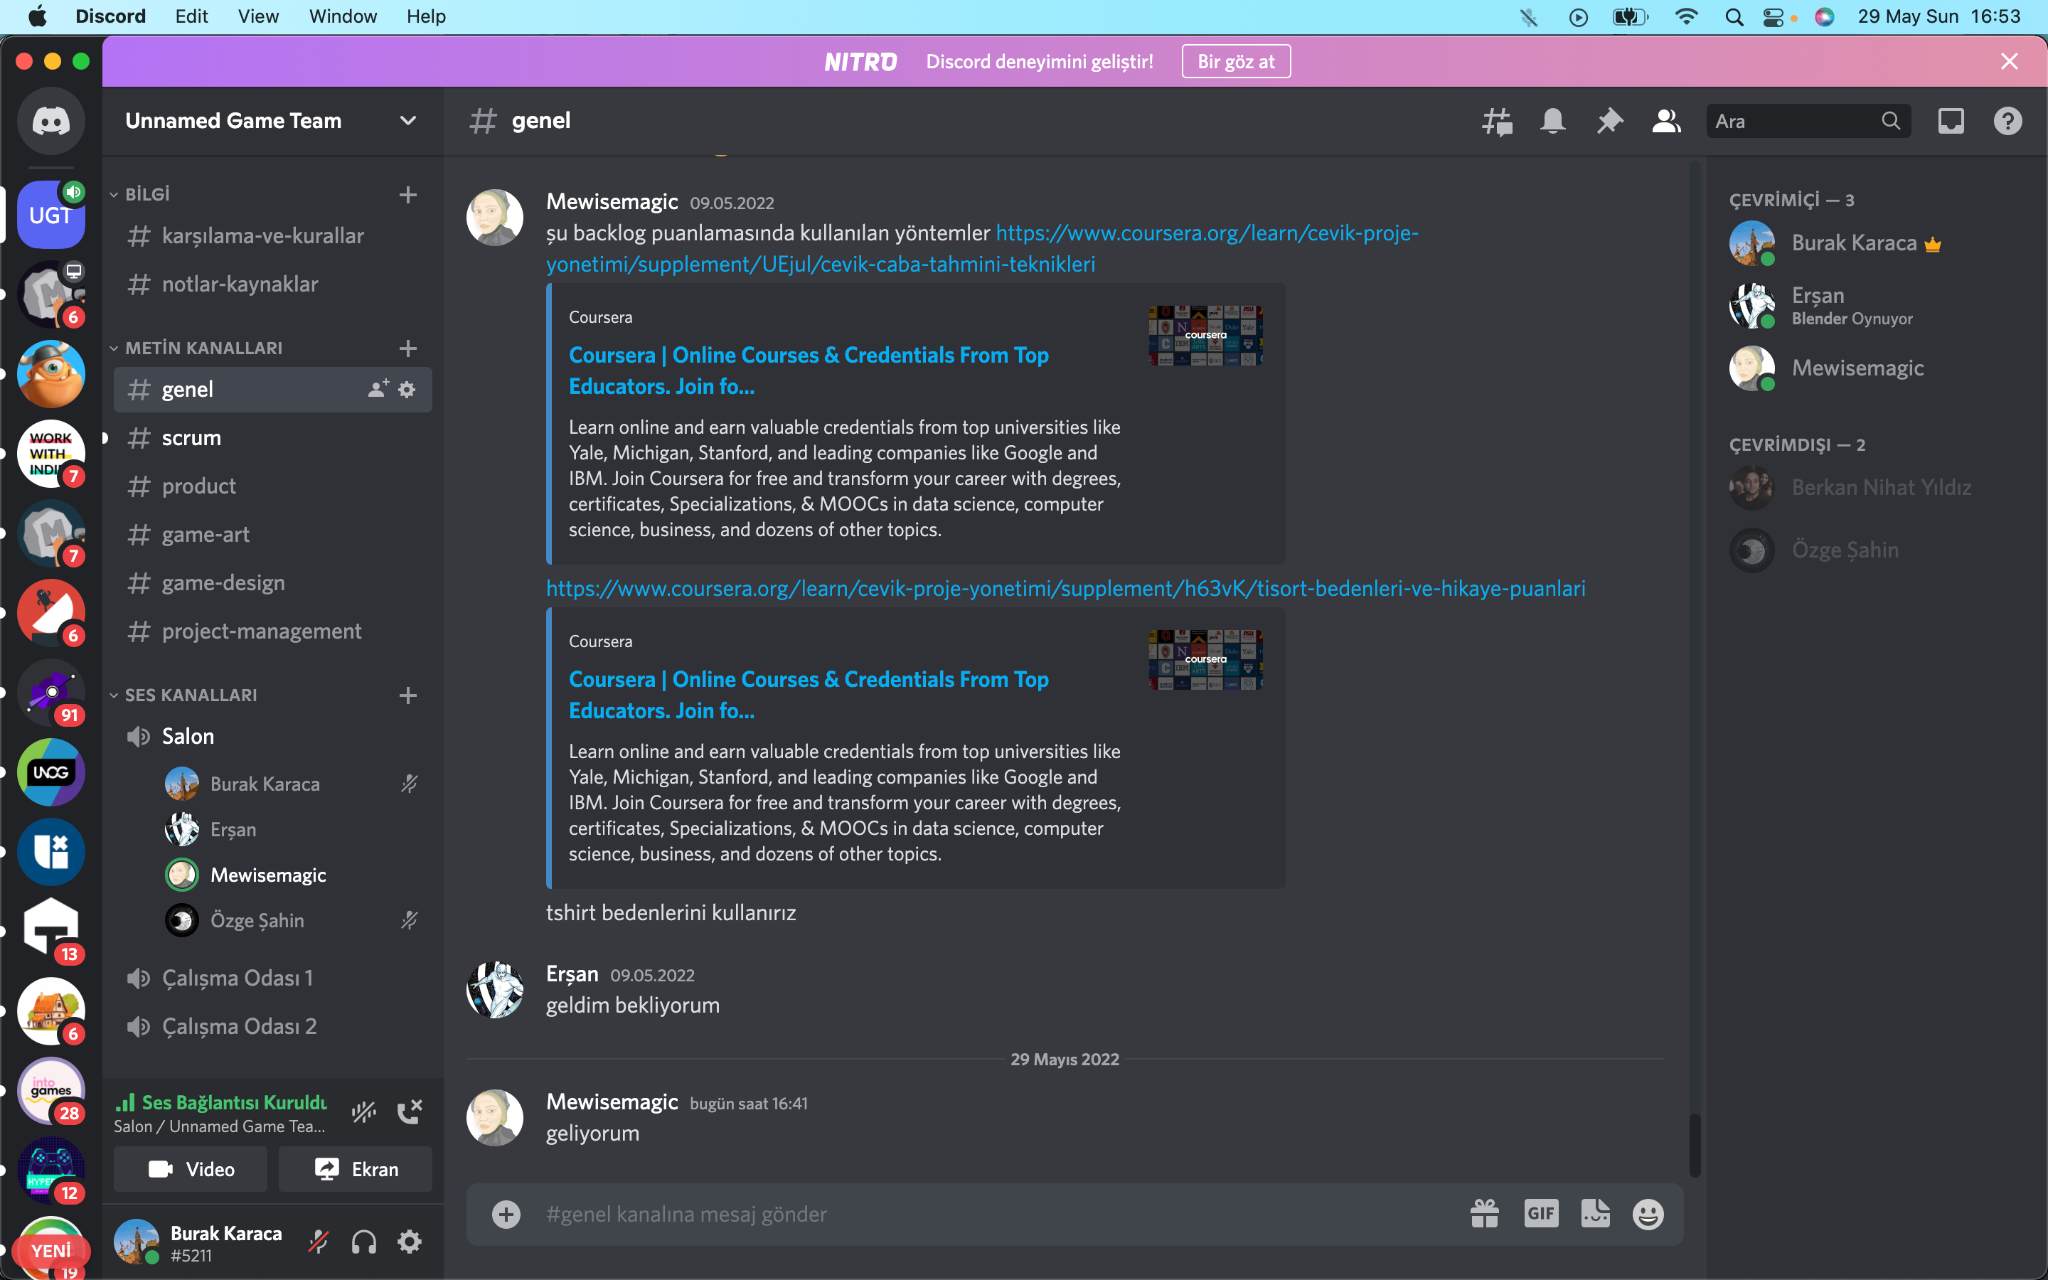 Discord Edit View Window Help
29 May Sun 16:53
NITRO Discord deneyimini geliştir! Bir göz at
Unnamed Game Team
BİLGİ
karşılama-ve-kurallar
notlar-kaynaklar
METİN KANALLARI
genel
scrum
product
game-art
game-design
project-management
SES KANALLARI
Salon
Burak Karaca
Erşan
Mewisemagic
Özge Şahin
Çalışma Odası 1
Çalışma Odası 2
Ses Bağlantısı Kuruldu
Salon / Unnamed Game Tea...
Video
Ekran
Burak Karaca
#5211
UGT
6
WORK
WITH
INDI
7
7
6
91
UNOG
13
6
into
games
28
HYPE
12
YENİ
19
genel
Ara
Mewisemagic 09.05.2022
şu backlog puanlamasında kullanılan yöntemler https://www.coursera.org/learn/cevik-proje-
yonetimi/supplement/UEjul/cevik-caba-tahmini-teknikleri
Coursera
Coursera | Online Courses & Credentials From Top
Educators. Join fo...
coursera
Learn online and earn valuable credentials from top universities like
Yale, Michigan, Stanford, and leading companies like Google and
IBM. Join Coursera for free and transform your career with degrees,
certificates, Specializations, & MOOCs in data science, computer
science, business, and dozens of other topics.
https://www.coursera.org/learn/cevik-proje-yonetimi/supplement/h63vK/tisort-bedenleri-ve-hikaye-puanlari
Coursera
Coursera | Online Courses & Credentials From Top
Educators. Join fo...
coursera
Learn online and earn valuable credentials from top universities like
Yale, Michigan, Stanford, and leading companies like Google and
IBM. Join Coursera for free and transform your career with degrees,
certificates, Specializations, & MOOCs in data science, computer
science, business, and dozens of other topics.
tshirt bedenlerini kullanırız
Erşan 09.05.2022
geldim bekliyorum
29 Mayıs 2022
Mewisemagic bugün saat 16:41
geliyorum
#genel kanalına mesaj gönder
GIF
ÇEVRİMİÇİ — 3
Burak Karaca
Erşan
Blender Oynuyor
Mewisemagic
ÇEVRİMDIŞI — 2
Berkan Nihat Yıldız
Özge Şahin